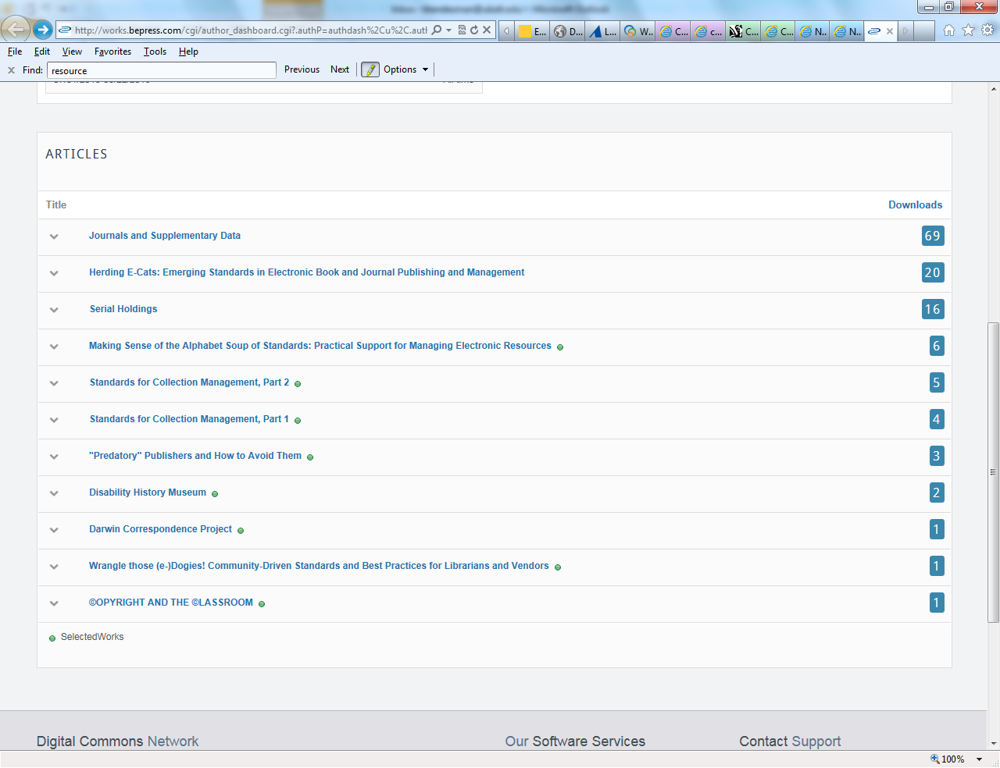 http://works.bepress.com/cgi/author_dashboard.cgi?.authP=authdash%2Cu%2C.autl
E... D... L... W... C... c... C... C... N... N...
File Edit View Favorites Tools Help
Find: resource Previous Next Options
ARTICLES
Title Downloads
Journals and Supplementary Data 69
Herding E-Cats: Emerging Standards in Electronic Book and Journal Publishing and Management 20
Serial Holdings 16
Making Sense of the Alphabet Soup of Standards: Practical Support for Managing Electronic Resources 6
Standards for Collection Management, Part 2 5
Standards for Collection Management, Part 1 4
"Predatory" Publishers and How to Avoid Them 3
Disability History Museum 2
Darwin Correspondence Project 1
Wrangle those (e-)Dogies! Community-Driven Standards and Best Practices for Librarians and Vendors 1
©OPYRIGHT AND THE ©LASSROOM 1
SelectedWorks
Digital Commons Network Our Software Services Contact Support
100%